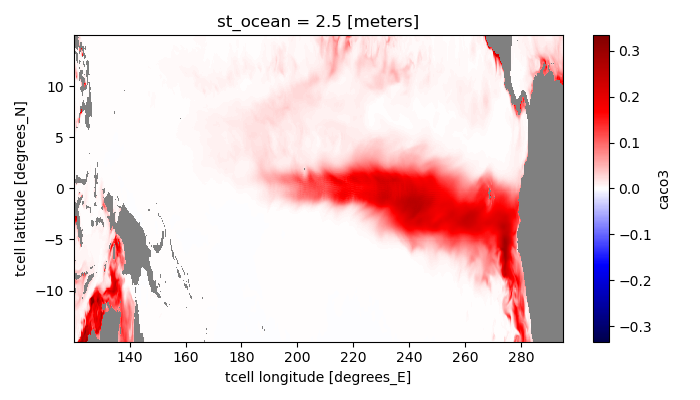 st_ocean = 2.5 [meters]
tcell latitude [degrees_N]
10
5
0
−5
−10
140 160 180 200 220 240 260 280
tcell longitude [degrees_E]
0.3
0.2
0.1
0.0
−0.1
−0.2
−0.3
caco3